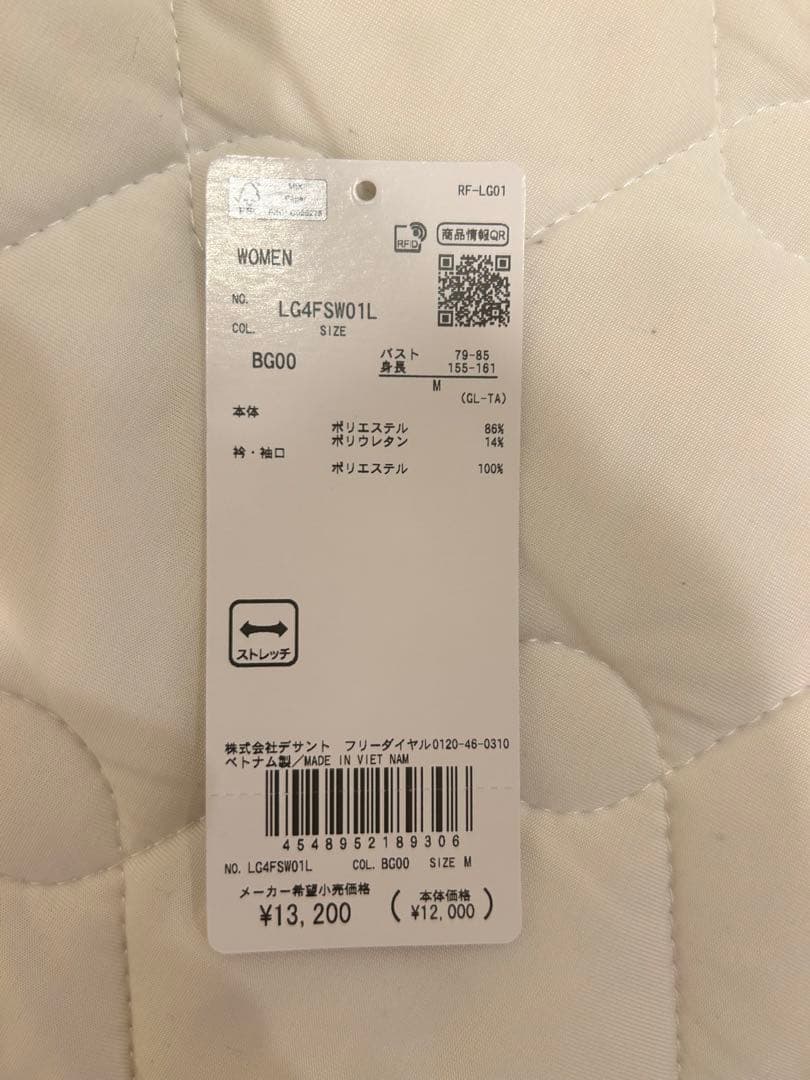 RF-LG01
MIX
Paper
RFID
商品情報QR
WOMEN
NO.
LG4FSW01L
COL.
SIZE
BG00
バスト 79-85
身長 155-161
M
(GL-TA)
本体
ポリエステル 86%
ポリウレタン 14%
衿・袖口
ポリエステル 100%
ストレッチ
株式会社デサント フリーダイヤル0120-46-0310
ベトナム製/MADE IN VIET NAM
4548952189306
NO. LG4FSW01L COL. BG00 SIZE M
メーカー希望小売価格
¥13,200
(本体価格
¥12,000)